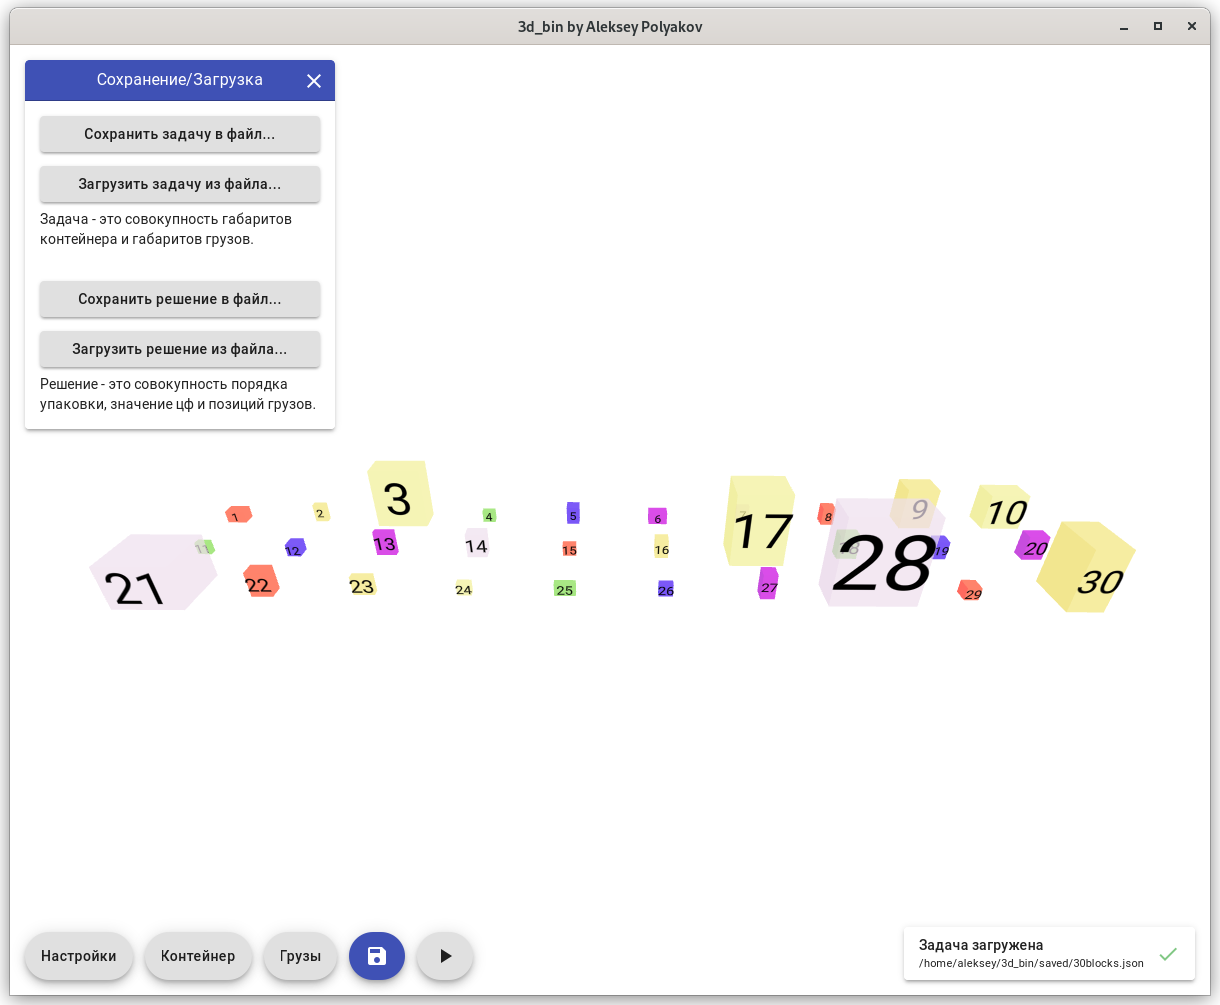 3d_bin by Aleksey Polyakov
Сохранение/Загрузка
Сохранить задачу в файл...
Загрузить задачу из файла...
Задача - это совокупность габаритов
контейнера и габаритов грузов.
Сохранить решение в файл...
Загрузить решение из файла...
Решение - это совокупность порядка
упаковки, значение цф и позиций грузов.
1 2 3 4 5 6 7 8 9 10
11 12 13 14 15 16 17 18 19 20
21 22 23 24 25 26 27 28 29 30
Настройки Контейнер Грузы
Задача загружена
/home/aleksey/3d_bin/saved/30blocks.json